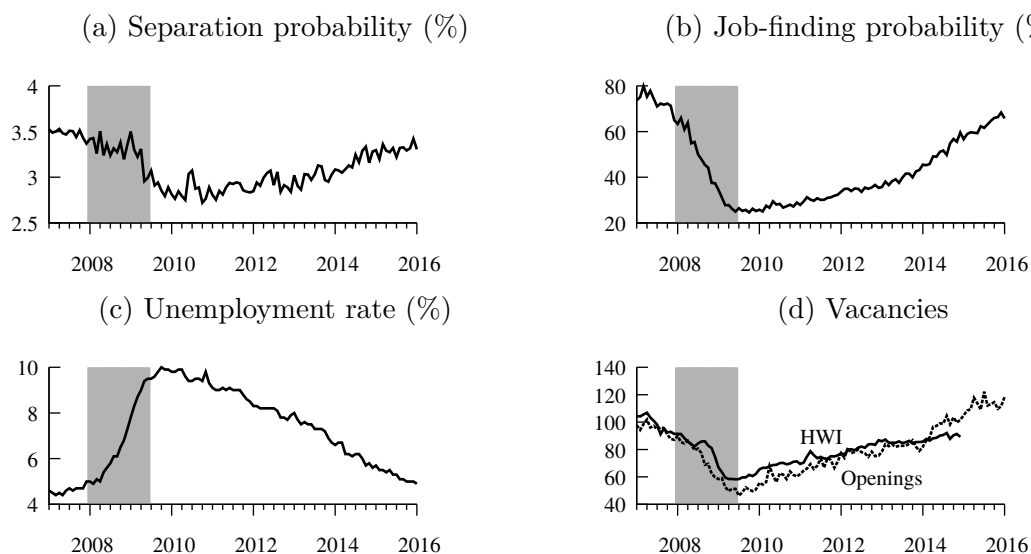 (a) Separation probability (%)
(b) Job-finding probability (%
4
3.5
3
2.5
2008 2010 2012 2014 2016
80
60
40
20
2008 2010 2012 2014 2016
(c) Unemployment rate (%)
(d) Vacancies
10
8
6
4
2008 2010 2012 2014 2016
140
120
100
80
60
40
HWI
Openings
2008 2010 2012 2014 2016